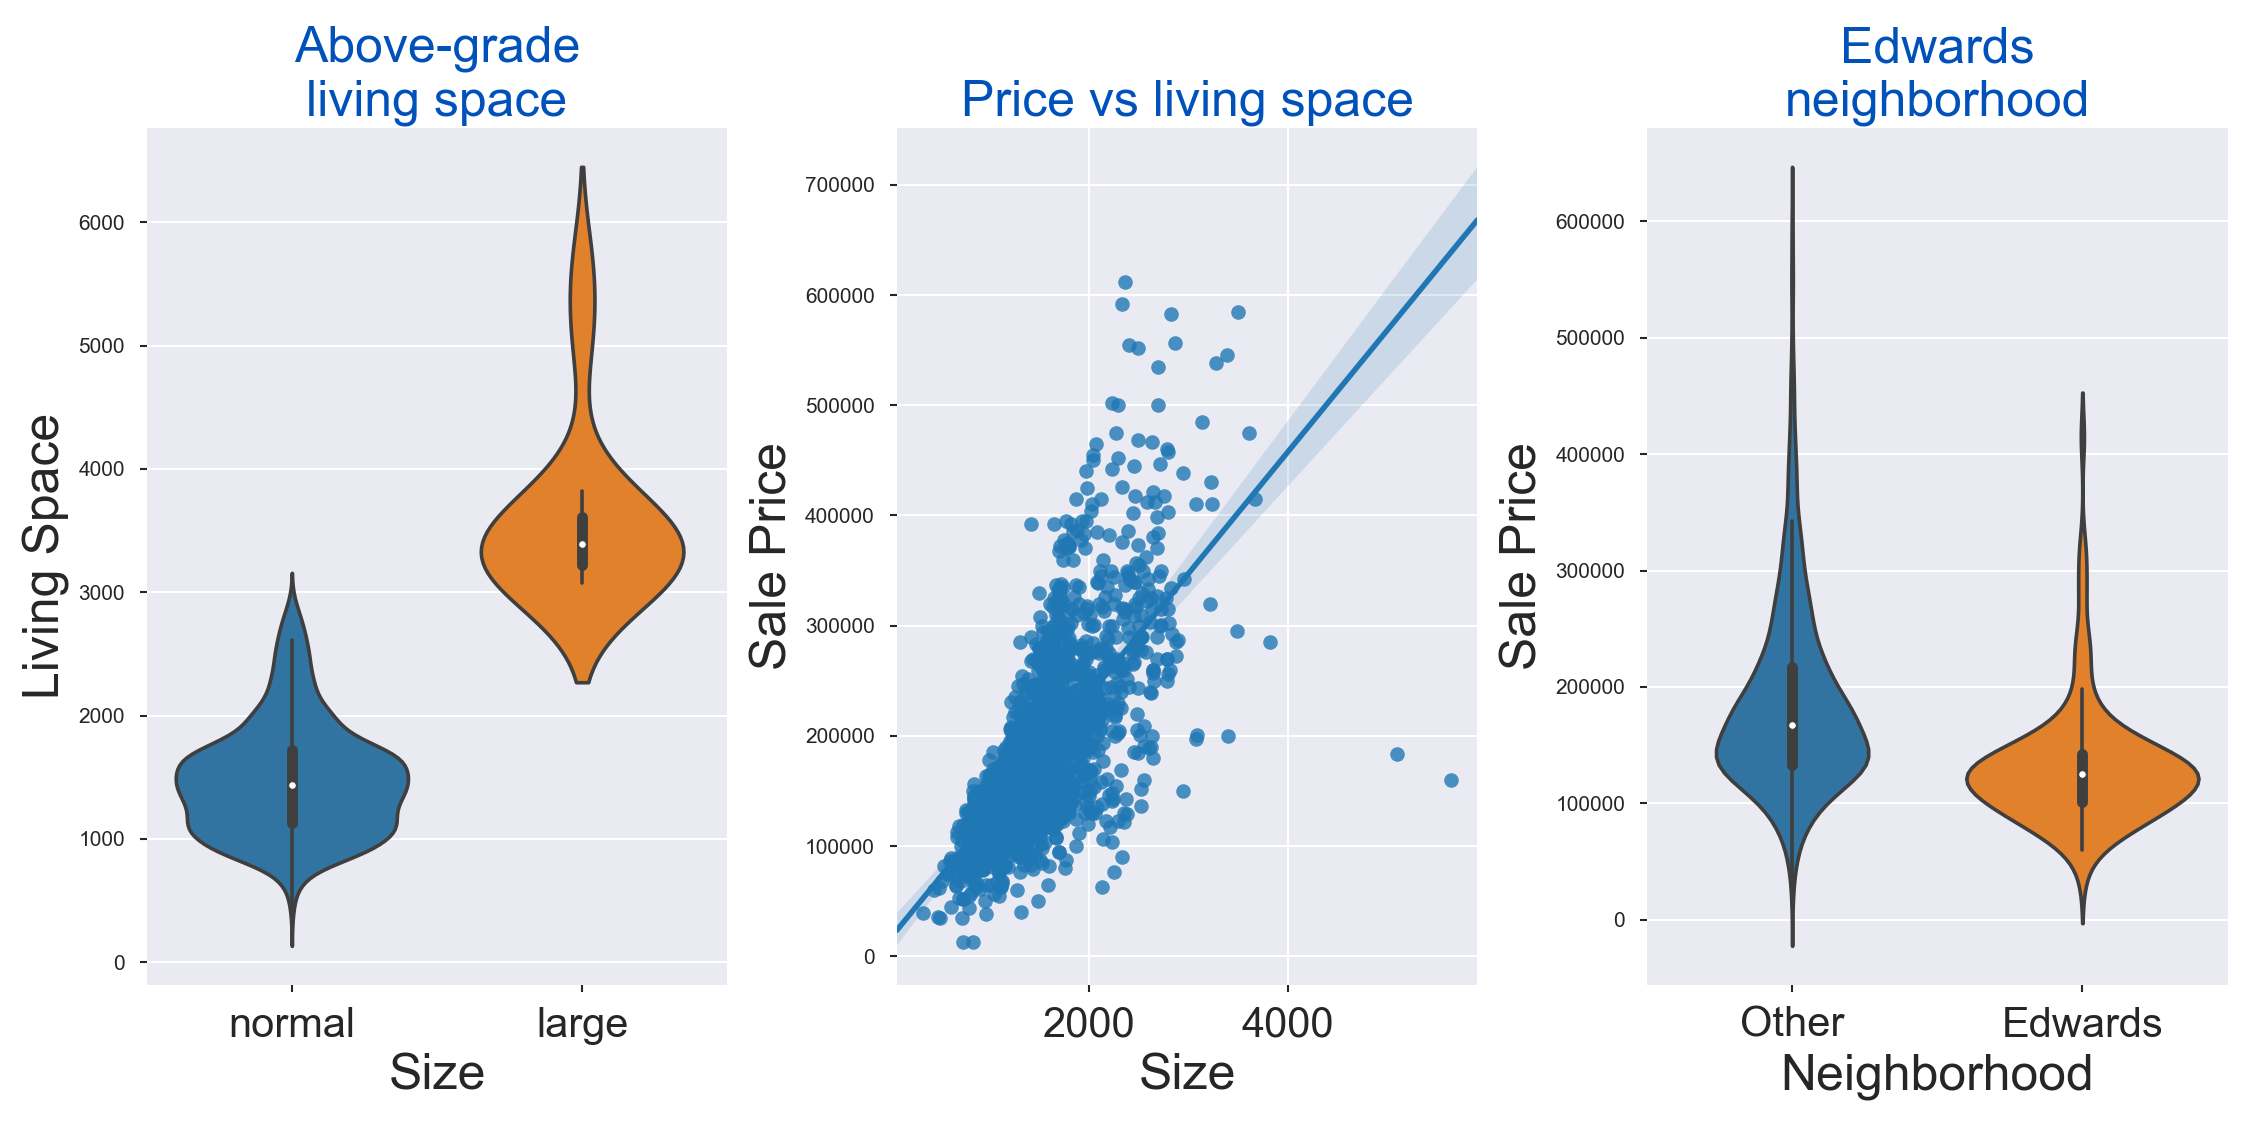 Above-grade
living space
Living Space
6000
5000
4000
3000
2000
1000
0
normal large
Size
Price vs living space
Sale Price
700000
600000
500000
400000
300000
200000
100000
0
2000 4000
Size
Edwards
neighborhood
Sale Price
600000
500000
400000
300000
200000
100000
0
Other Edwards
Neighborhood